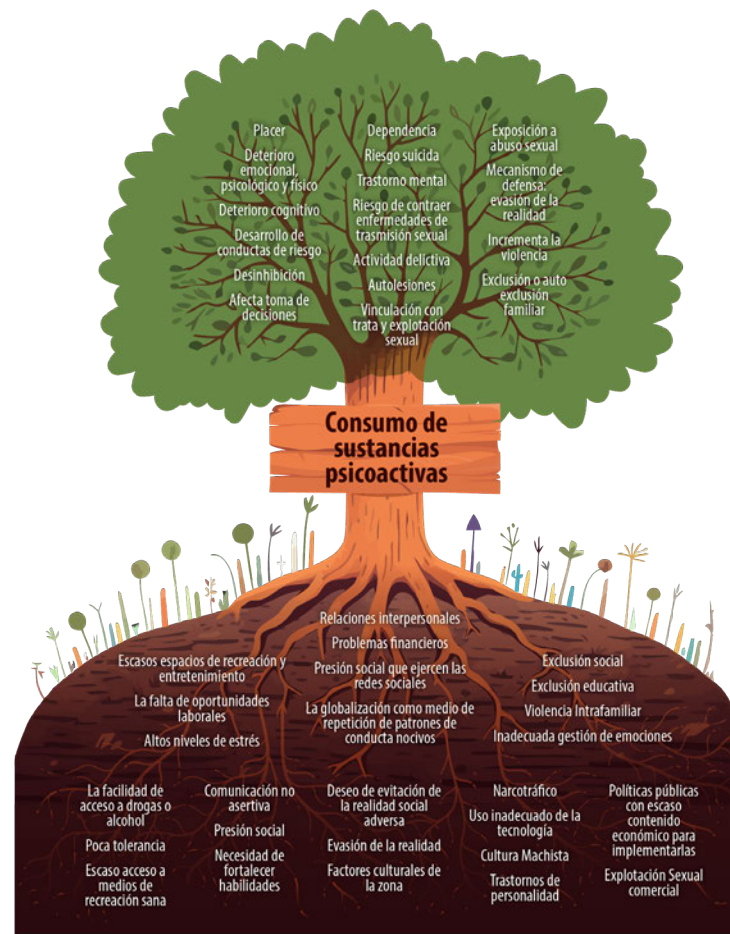 Placer
Deterioro
emocional,
psicológico y físico
Deterioro cognitivo
Desarrollo de
conductas de riesgo
Desinhibición
Afecta toma de
decisiones
Dependencia
Riesgo suicida
Trastorno mental
Riesgo de contraer
enfermedades de
trasmisión sexual
Actividad delictiva
Autolesiones
Vinculación con
trata y explotación
sexual
Exposición a
abuso sexual
Mecanismo de
defensa:
evasión de la
realidad
Incrementa la
violencia
Exclusión o auto
exclusión
familiar
Consumo de
sustancias
psicoactivas
Escasos espacios de recreación y
entretenimiento
La falta de oportunidades
laborales
Altos niveles de estrés
Relaciones interpersonales
Problemas financieros
Presión social que ejercen las
redes sociales
La globalización como medio de
repetición de patrones de
conducta nocivos
Exclusión social
Exclusión educativa
Violencia Intrafamiliar
Inadecuada gestión de emociones
La facilidad de
acceso a drogas o
alcohol
Poca tolerancia
Escaso acceso a
medios de
recreación sana
Comunicación no
asertiva
Presión social
Necesidad de
fortalecer
habilidades
Deseo de evitación de
la realidad social
adversa
Evasión de la realidad
Factores culturales de
la zona
Narcotráfico
Uso inadecuado de la
tecnología
Cultura Machista
Trastornos de
personalidad
Políticas públicas
con escaso
contenido
económico para
implementarlas
Explotación Sexual
comercial